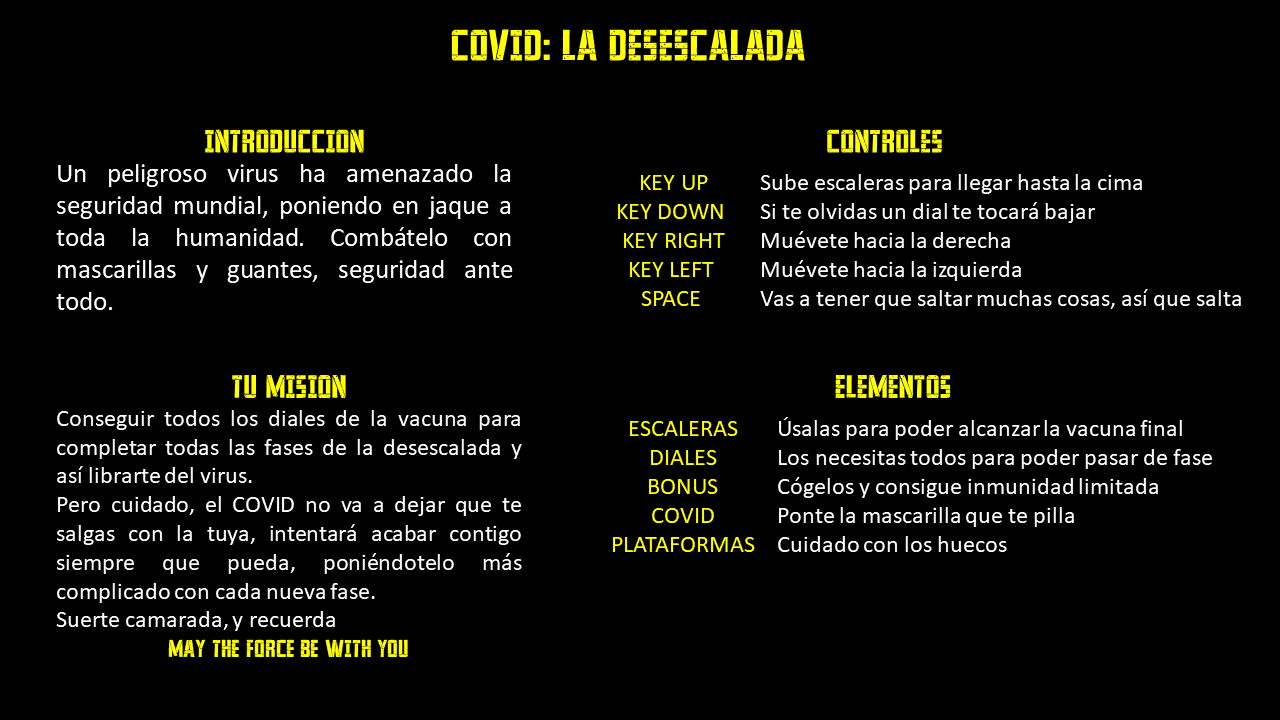 COVID: LA DESESCALADA
INTRODUCCION
Un peligroso virus ha amenazado la
seguridad mundial, poniendo en jaque a
toda la humanidad. Combátelo con
mascarillas y guantes, seguridad ante
todo.
CONTROLES
KEY UP Sube escaleras para llegar hasta la cima
KEY DOWN Si te olvidas un dial te tocará bajar
KEY RIGHT Muévete hacia la derecha
KEY LEFT Muévete hacia la izquierda
SPACE Vas a tener que saltar muchas cosas, así que salta
TU MISION
Conseguir todos los diales de la vacuna para
completar todas las fases de la desescalada y
así librarte del virus.
Pero cuidado, el COVID no va a dejar que te
salgas con la tuya, intentará acabar contigo
siempre que pueda, poniéndotelo más
complicado con cada nueva fase.
Suerte camarada, y recuerda
MAY THE FORCE BE WITH YOU
ELEMENTOS
ESCALERAS Úsalas para poder alcanzar la vacuna final
DIALES Los necesitas todos para poder pasar de fase
BONUS Cógelos y consigue inmunidad limitada
COVID Ponte la mascarilla que te pilla
PLATAFORMAS Cuidado con los huecos